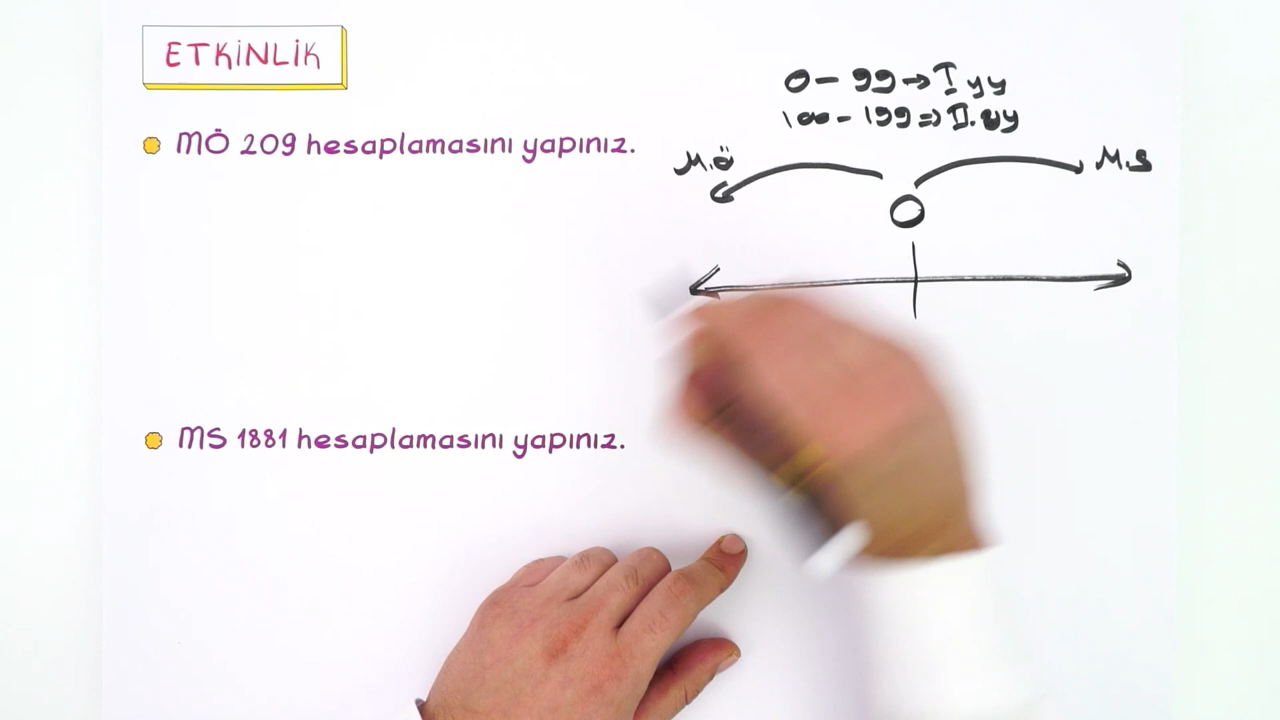 ETKİNLİK
0 - 99 → I yy
100 - 199 ⇒ II. yy
MÖ 209 hesaplamasını yapınız.
M.Ö
M.S
0
MS 1881 hesaplamasını yapınız.